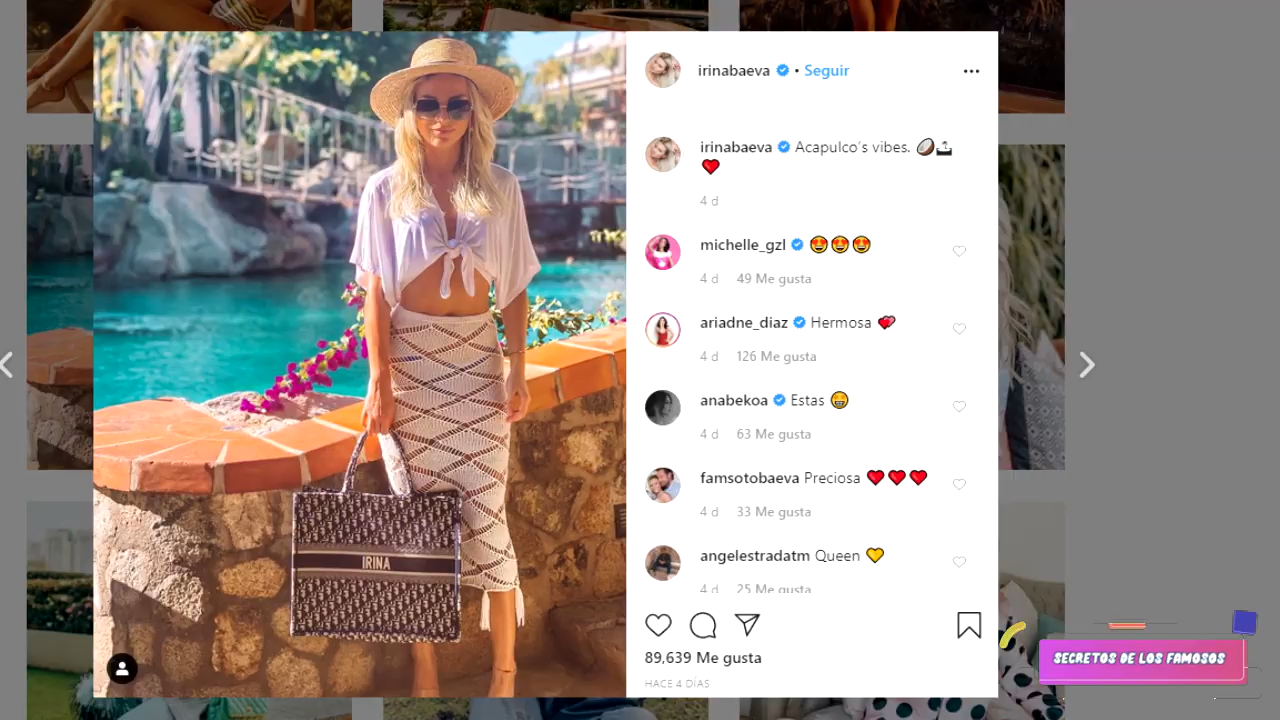 irinabaeva • Seguir
irinabaeva Acapulco´s vibes. 🥥🏝️
❤️
4 d
michelle_gzl 😍😍😍
4 d 49 Me gusta
ariadne_diaz Hermosa 💕
4 d 126 Me gusta
anabekoa Estas 😁
4 d 63 Me gusta
famsotobaeva Preciosa ❤️❤️❤️
4 d 33 Me gusta
angelestradatm Queen 💛
4 d 25 Me gusta
89,639 Me gusta
HACE 4 DÍAS
IRINA
SECRETOS DE LOS FAMOSOS